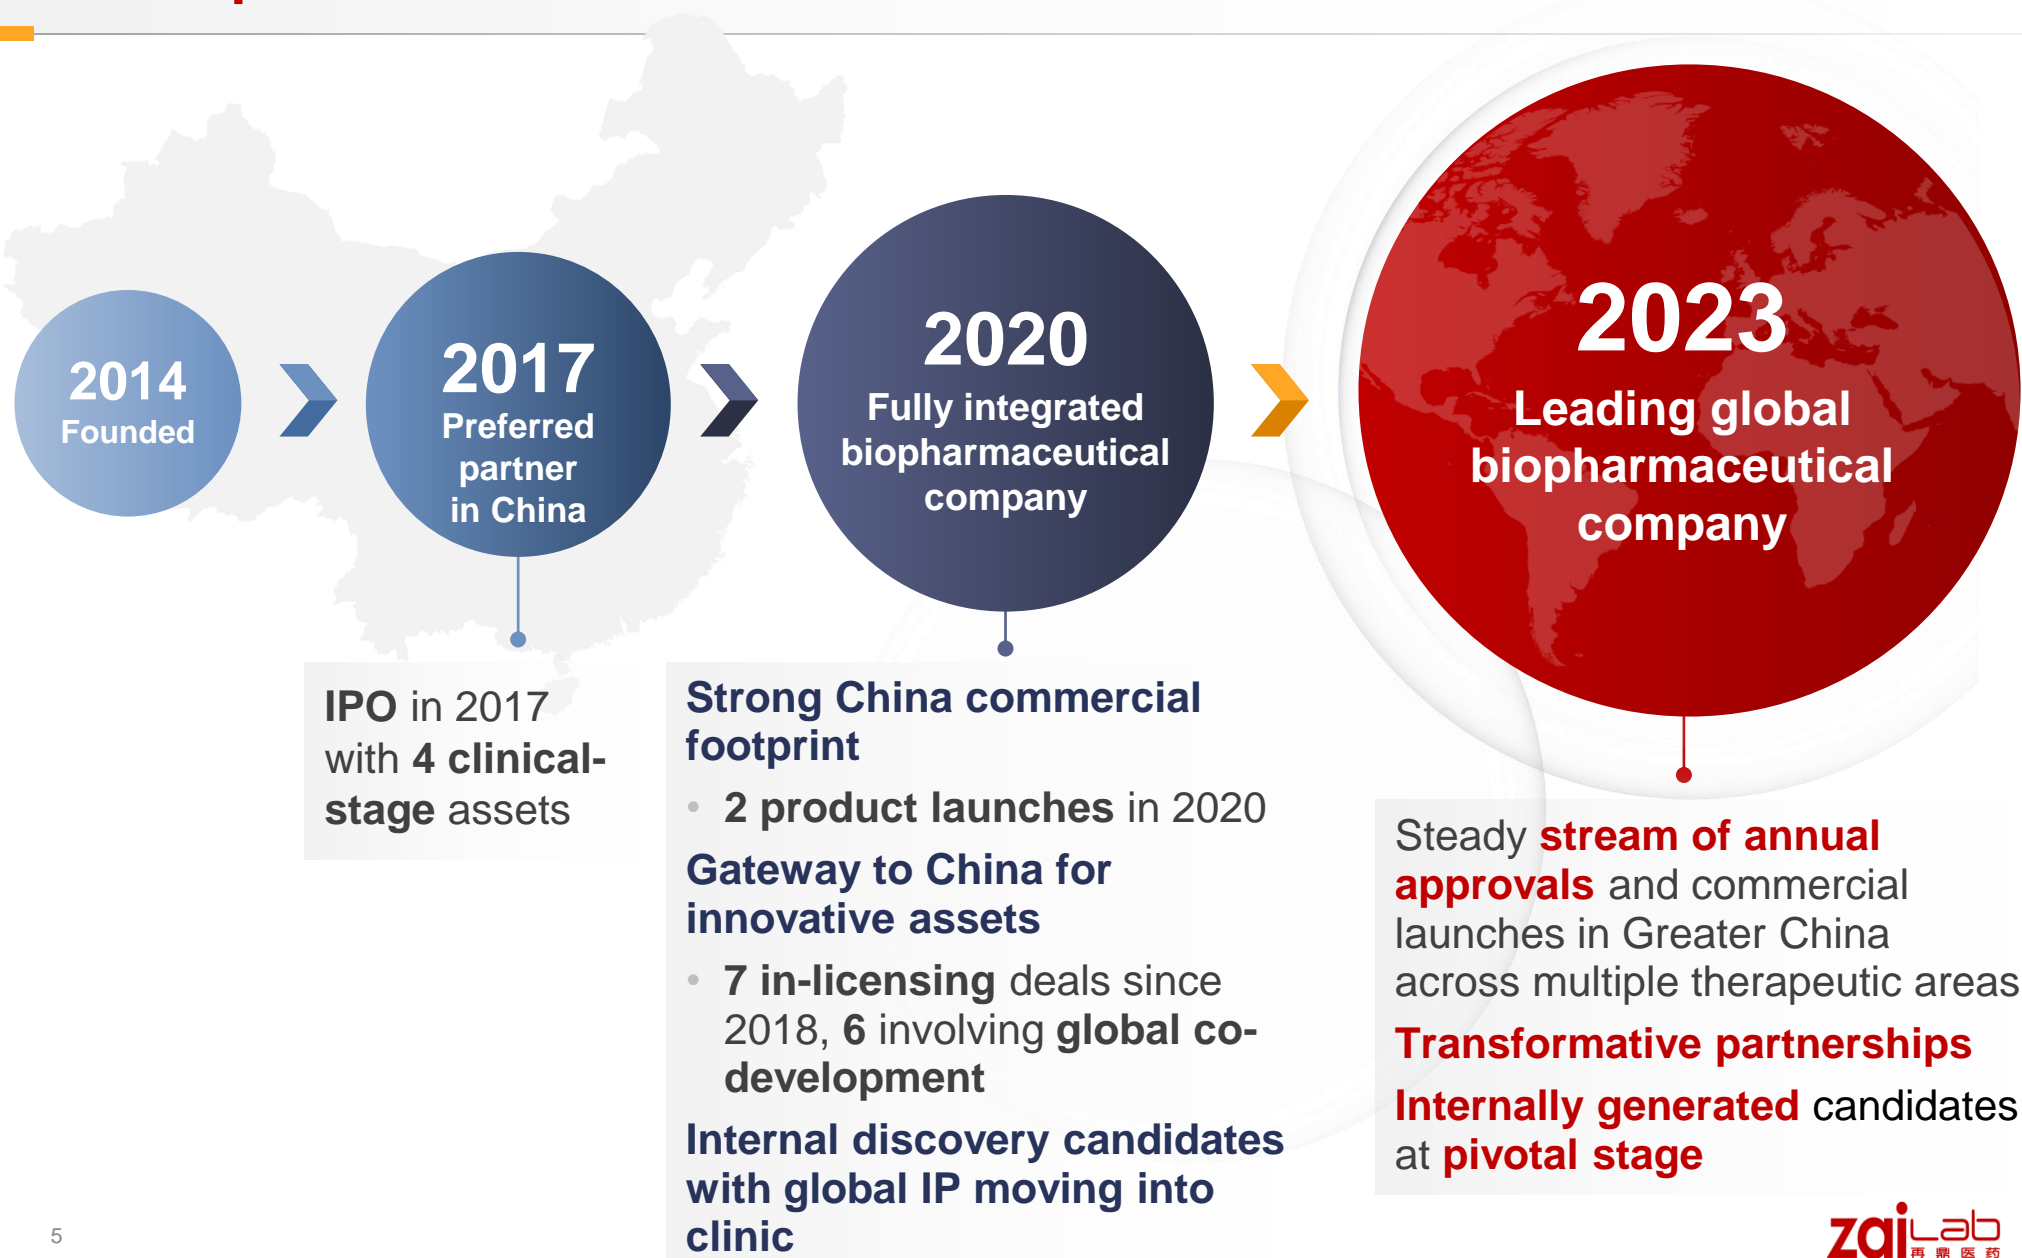 2014
Founded
2017
Preferred
partner
in China
2020
Fully integrated
biopharmaceutical
company
2023
Leading global
biopharmaceutical
company
IPO in 2017
with 4 clinical-
stage assets
Strong China commercial
footprint
• 2 product launches in 2020
Gateway to China for
innovative assets
• 7 in-licensing deals since
2018, 6 involving global co-
development
Internal discovery candidates
with global IP moving into
clinic
Steady stream of annual
approvals and commercial
launches in Greater China
across multiple therapeutic areas
Transformative partnerships
Internally generated candidates
at pivotal stage
5
zaiLab
再鼎医药